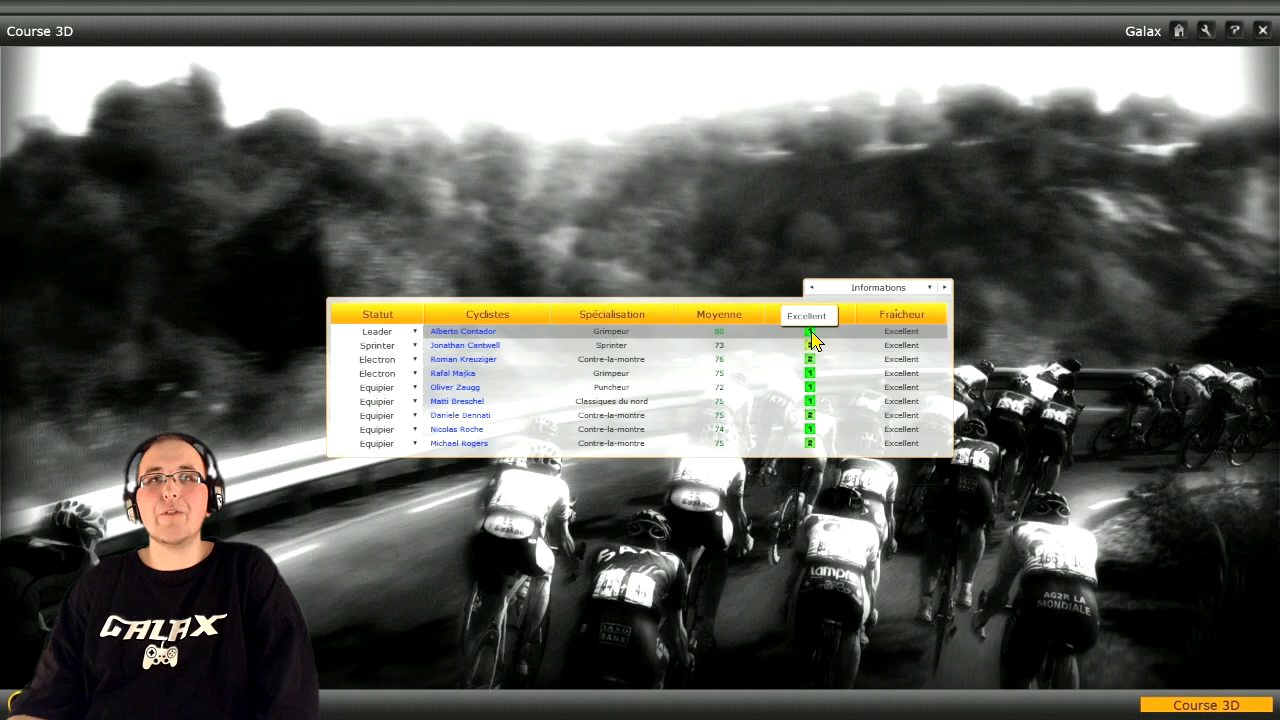 Course 3D
Galax
Informations
Statut Cyclistes Spécialisation Moyenne Excellent Fraîcheur
Leader Alberto Contador Grimpeur 80 Excellent
Sprinter Jonathan Cantwell Sprinter 73 Excellent
Electron Roman Kreuziger Contre-la-montre 76 2 Excellent
Electron Rafal Majka Grimpeur 75 1 Excellent
Equipier Oliver Zaugg Puncheur 72 1 Excellent
Equipier Matti Breschel Classiques du nord 75 1 Excellent
Equipier Daniele Bennati Contre-la-montre 75 2 Excellent
Equipier Nicolas Roche Contre-la-montre 74 1 Excellent
Equipier Michael Rogers Contre-la-montre 75 2 Excellent
GALAX
SAXO
BANK
lampre
AG2R LA
MONDIALE
Course 3D